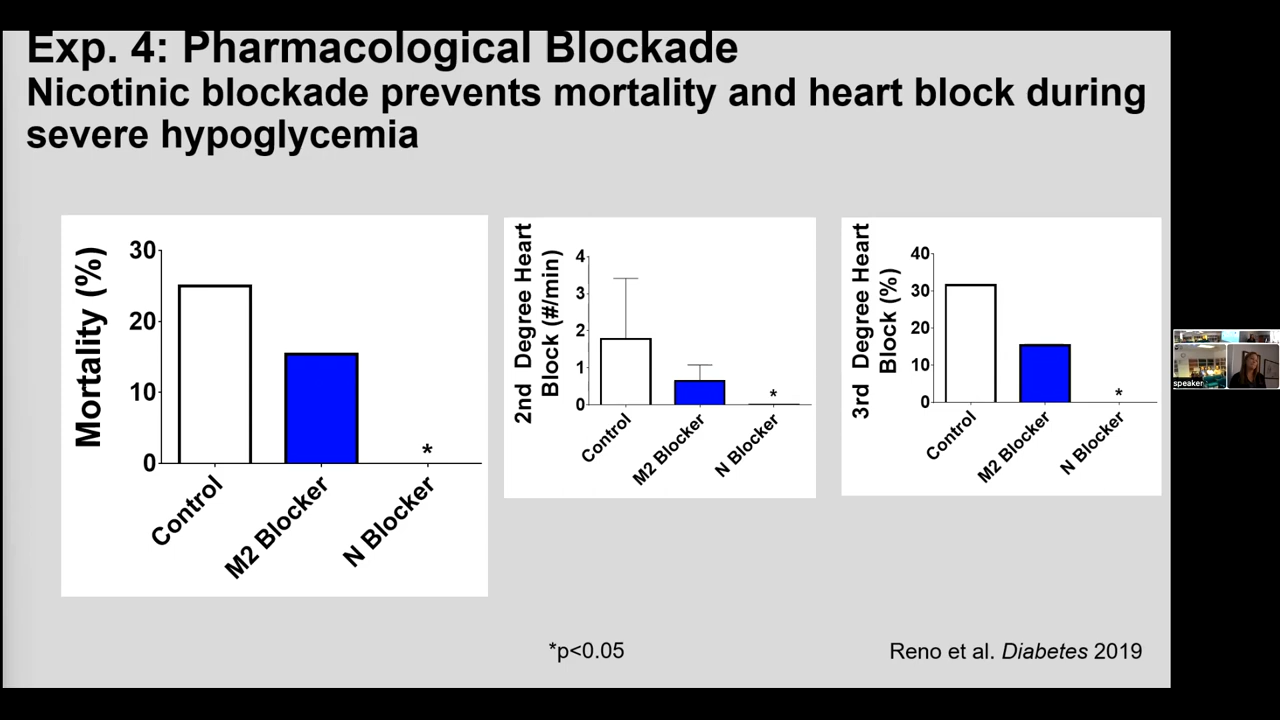 Exp. 4: Pharmacological Blockade
Nicotinic blockade prevents mortality and heart block during
severe hypoglycemia
Mortality (%)
30
20
10
0
Control
M2 Blocker
N Blocker
*
2nd Degree Heart
Block (#/min)
4
3
2
1
0
Control
M2 Blocker
N Blocker
*
3rd Degree Heart
Block (%)
40
30
20
10
0
Control
M2 Blocker
N Blocker
*
speaker
*p<0.05
Reno et al. Diabetes 2019